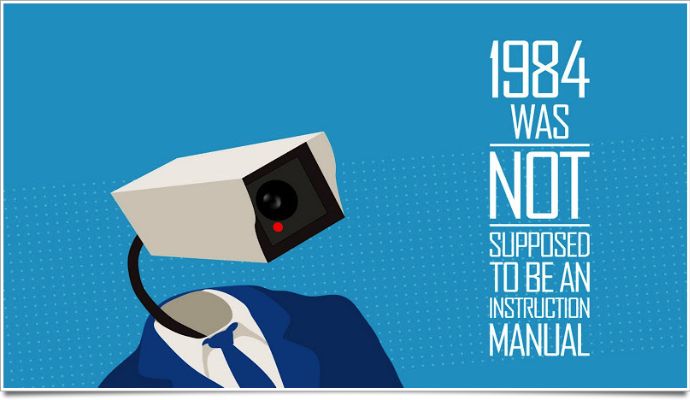 1984
WAS
NOT
SUPPOSED
TO BE AN
INSTRUCTION
MANUAL